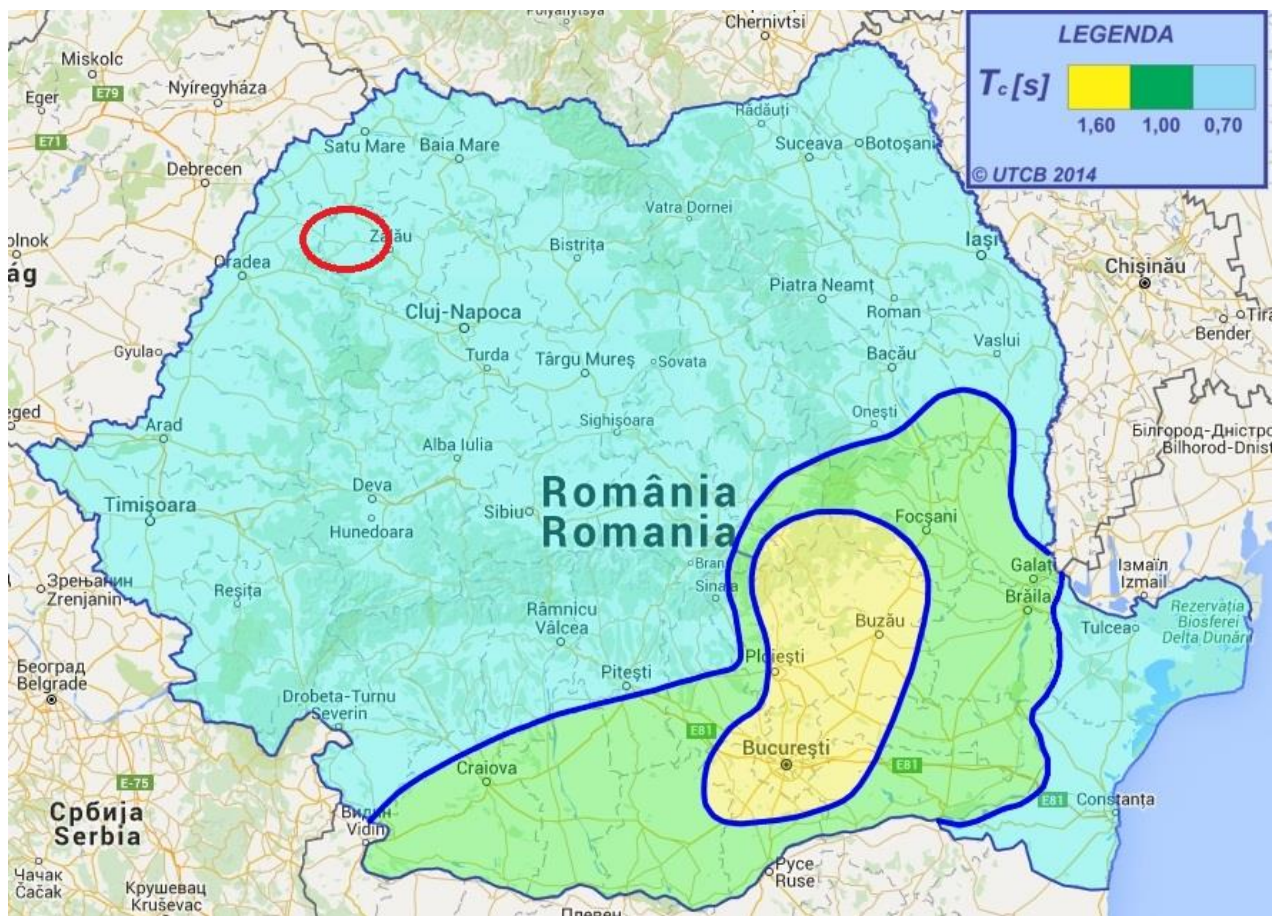 Polyanytsya
Chernivtsi
LEGENDA
Tc [s]
1,60 1,00 0,70
© UTCB 2014
Miskolc
Nyíregyháza
Eger
E79
E71
Debrecen
Satu Mare
Baia Mare
Rădăuți
Suceava
Botoșani
Vatra Dornei
Zalău
Bistrița
Iași
Oradea
ág
Chișinău
Piatra Neamț
Roman
Bender
Cluj-Napoca
Gyula
Turda
Târgu Mureș
Sovata
Bacău
Vaslui
Sighișoara
Onești
Arad
Alba Iulia
Білгород-Дністро
Bilhorod-Dnist
Timișoara
Deva
Hunedoara
Sibiu
România
Romania
Focșani
Bran
Sinaia
Galați
Brăila
Ізмаїл
Izmail
Зрењанин
Zrenjanin
Reșița
Râmnicu
Vâlcea
Buzău
Tulcea
Rezervația
Biosferei
Delta Dunării
Београд
Belgrade
Pitești
Ploiești
Drobeta-Turnu
Severin
E81
București
E81
Craiova
E-75
E81
Constanța
Србија
Serbia
Видин
Vidin
Чачак
Čačak
Крушевац
Kruševac
Русе
Ruse
Плевен